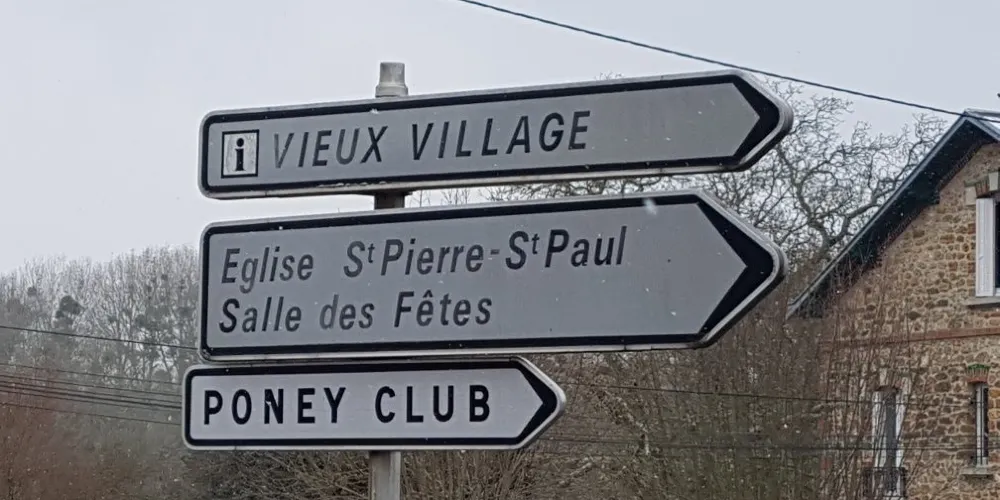 i VIEUX VILLAGE
Eglise St Pierre-St Paul
Salle des Fêtes
PONEY CLUB